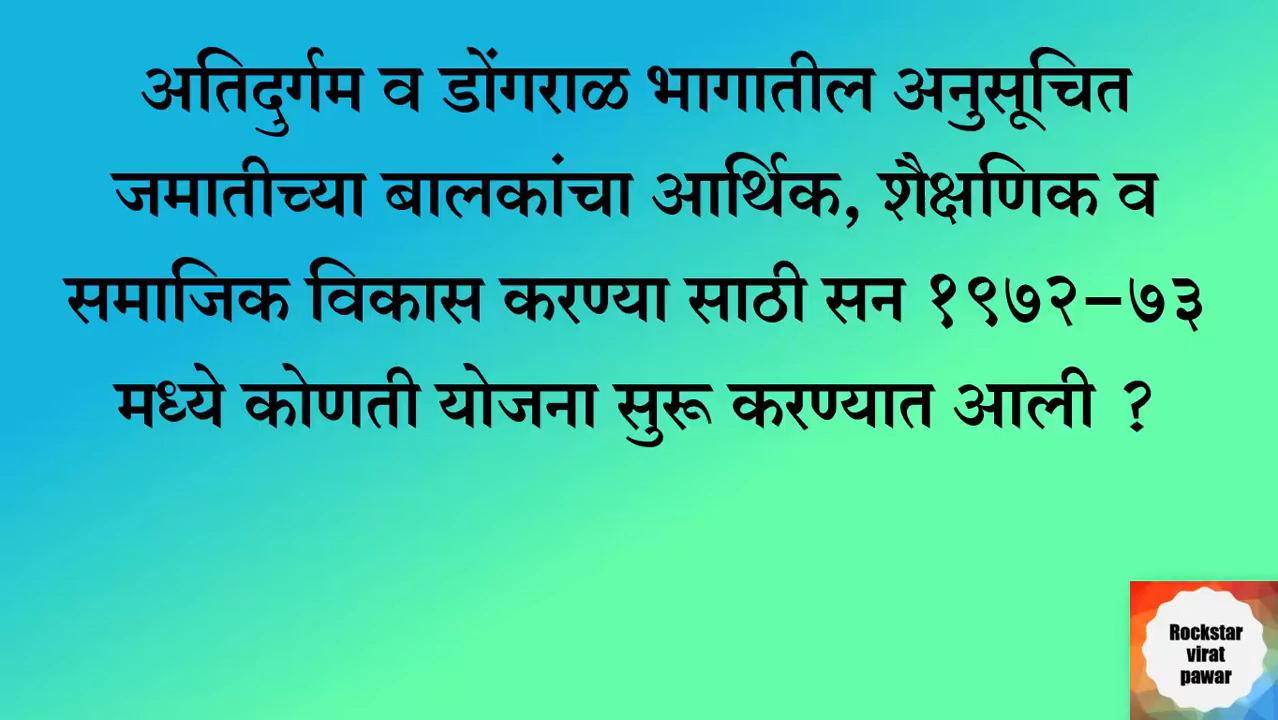 अतिदुर्गम व डोंगराळ भागातील अनुसूचित
जमातीच्या बालकांचा आर्थिक, शैक्षणिक व
समाजिक विकास करण्या साठी सन १९७२–७३
मध्ये कोणती योजना सुरू करण्यात आली ?
Rockstar
virat
pawar